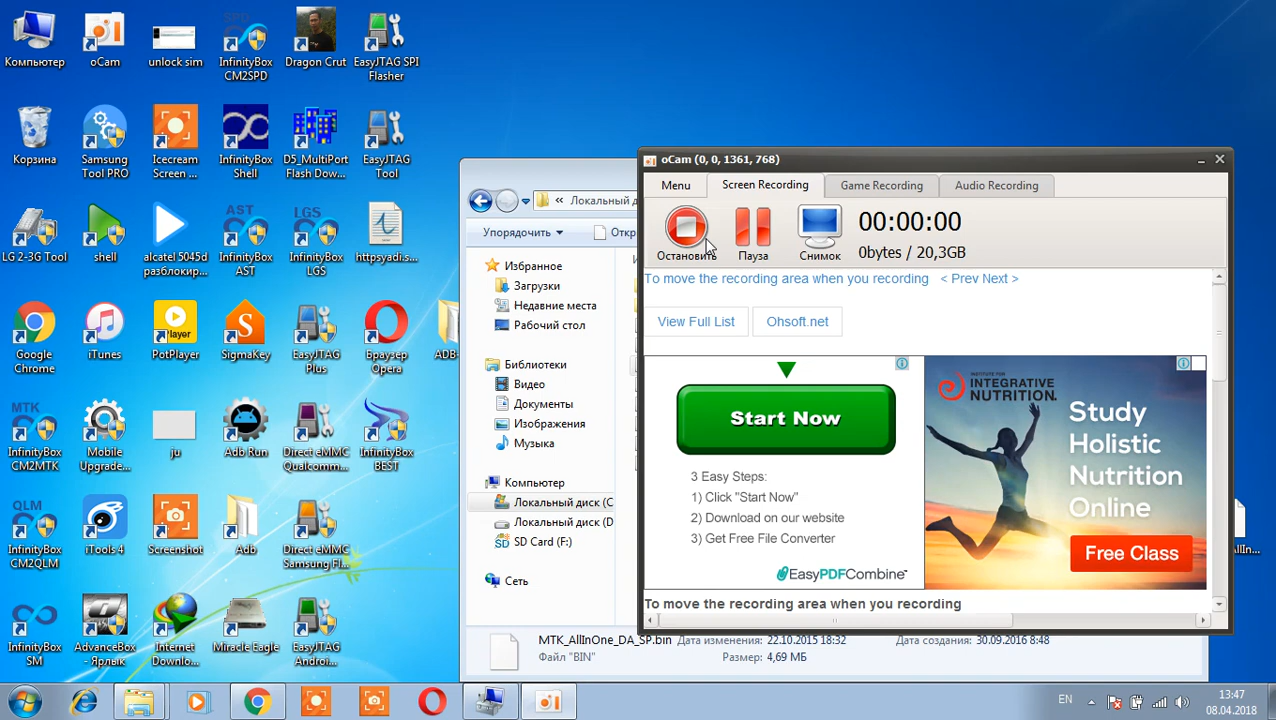 Компьютер
oCam
unlock sim
InfinityBox
CM2SPD
Dragon Crut
EasyJTAG SPI
Flasher
Корзина
Samsung
Tool PRO
Icecream
Screen ...
InfinityBox
Shell
D5_MultiPort
Flash Dow...
EasyJTAG
Tool
LG 2-3G Tool
shell
alcatel 5045d
разблокир...
AST
InfinityBox
AST
LGS
InfinityBox
LGS
httpsyadi.s...
Google
Chrome
iTunes
Player
PotPlayer
SigmaKey
EasyJTAG
Plus
Браузер
Opera
ADB-
MTK
InfinityBox
CM2MTK
Mobile
Upgrade...
ju
Adb Run
Direct eMMC
Qualcomm...
InfinityBox
BEST
QLM
InfinityBox
CM2QLM
iTools 4
Screenshot
Adb
Direct eMMC
Samsung Fl...
InfinityBox
SM
AdvanceBox
- Ярлык
Internet
Downlo...
Miracle Eagle
EasyJTAG
Androi...
« Локальный д
Упорядочить
Откр
Избранное
Загрузки
Недавние места
Рабочий стол
Библиотеки
Видео
Документы
Изображения
Музыка
Компьютер
Локальный диск (C
Локальный диск (D
SD Card (F:)
Сеть
oCam (0, 0, 1361, 768)
Menu
Screen Recording
Game Recording
Audio Recording
Остановить
Пауза
Снимок
00:00:00
0bytes / 20,3GB
To move the recording area when you recording < Prev Next >
View Full List
Ohsoft.net
Start Now
3 Easy Steps:
1) Click "Start Now"
2) Download on our website
3) Get Free File Converter
EasyPDFCombine
INSTITUTE FOR
INTEGRATIVE
NUTRITION
Study
Holistic
Nutrition
Online
Free Class
To move the recording area when you recording
MTK_AllInOne_DA_SP.bin Дата изменения: 22.10.2015 18:32 Дата создания: 30.09.2016 8:48
Файл "BIN" Размер: 4,69 МБ
EN
13:47
08.04.2018